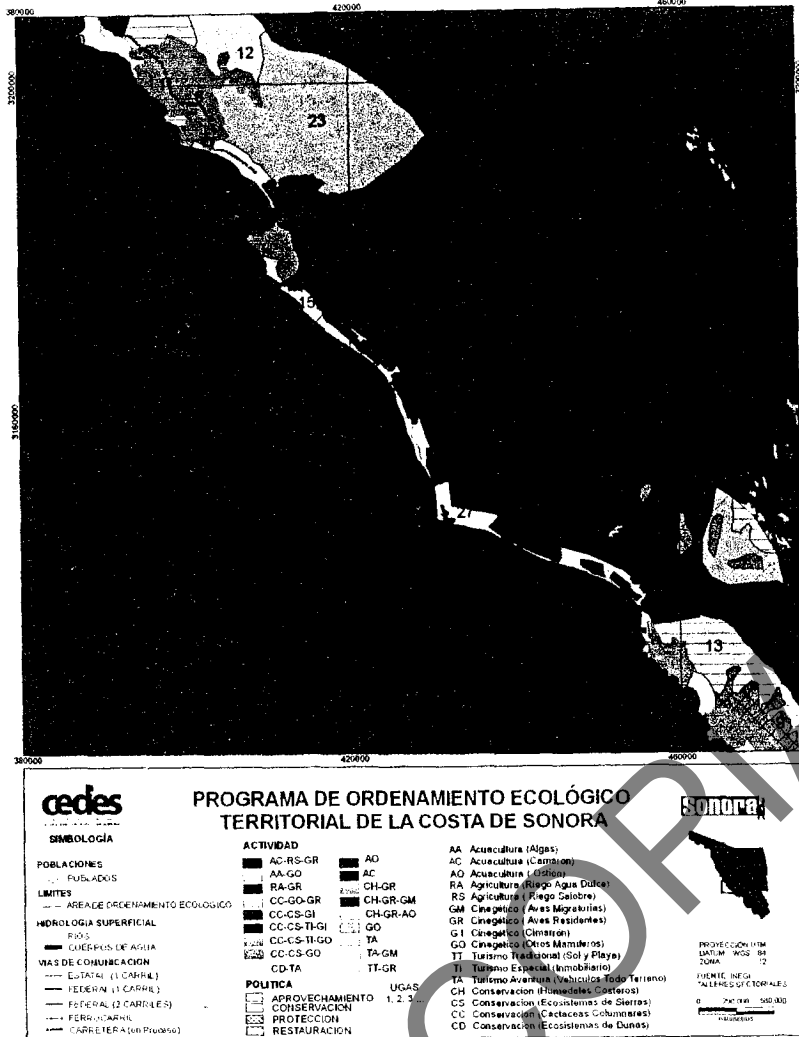 380000 420000 460000
3200000
12
23
15
3160000
27
13
380000 420000 460000
cedes
PROGRAMA DE ORDENAMIENTO ECOLÓGICO
TERRITORIAL DE LA COSTA DE SONORA
sonora
SIMBOLOGÍA
POBLACIONES
POBLADOS
LIMITES
AREA DE ORDENAMIENTO ECOLOGICO
HIDROLOGIA SUPERFICIAL
RIOS
CUERPOS DE AGUA
VIAS DE COMUNICACION
ESTATAL (1 CARRIL)
FEDERAL (1 CARRIL)
FEDERAL (2 CARRILES)
FERROCARRIL
CARRETERA (en Proceso)
ACTIVIDAD
AC-RS-GR
AA-GO
RA-GR
CC-GO-GR
CC-CS-GI
CC-CS-TI-GI
CC-CS-TI-GO
CC-CS-GO
CD-TA
AO
AC
CH-GR
CH-GR-GM
CH-GR-AO
GO
TA
TA-GM
TT-GR
POLITICA
APROVECHAMIENTO
CONSERVACION
PROTECCION
RESTAURACION
UGAS
1, 2, 3 ...
AA Acuacultura (Algas)
AC Acuacultura (Camaron)
AO Acuacultura (Ostion)
RA Agricultura (Riego Agua Dulce)
RS Agricultura (Riego Salobre)
GM Cinegético (Aves Migratorias)
GR Cinegético (Aves Residentes)
GI Cinegético (Cimarrón)
GO Cinegético (Otros Mamíferos)
TT Turismo Tradicional (Sol y Playa)
TI Turismo Especial (Inmobiliario)
TA Turismo Aventura (Vehiculos Todo Terreno)
CH Conservacion (Humedales Costeros)
CS Conservacion (Ecosistemas de Sierras)
CC Conservacion (Cactaceas Columnares)
CD Conservacion (Ecosistemas de Dunas)
PROYECCION UTM
DATUM WGS 84
ZONA 12
FUENTE INEGI
TALLERES SECTORIALES